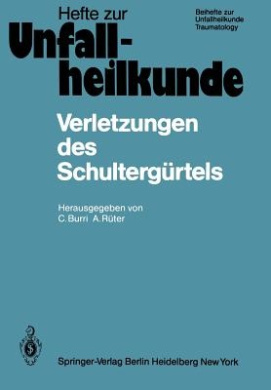 Hefte zur
Unfall-
heilkunde
Beihefte zur
Unfallheilkunde
Traumatology
Verletzungen
des
Schultergürtels
Herausgegeben von
C. Burri A. Rüter
Springer-Verlag Berlin Heidelberg New York